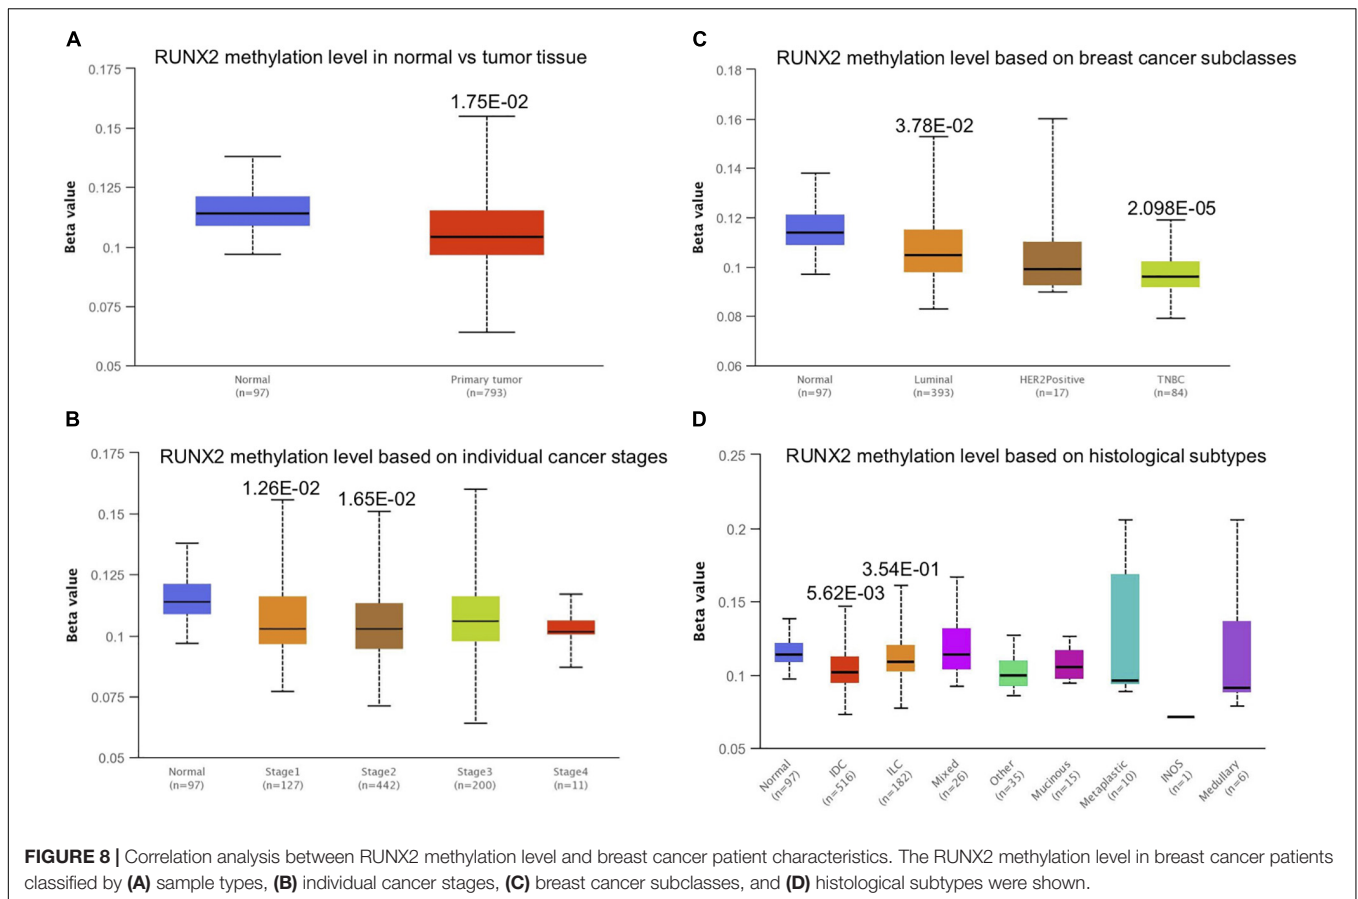 A
RUNX2 methylation level in normal vs tumor tissue
0.175
0.15
0.125
0.1
0.075
0.05
Beta value
1.75E-02
Normal
(n=97)
Primary tumor
(n=793)
C
RUNX2 methylation level based on breast cancer subclasses
0.18
0.16
0.14
0.12
0.1
0.08
0.06
Beta value
3.78E-02
2.098E-05
Normal
(n=97)
Luminal
(n=393)
HER2Positive
(n=17)
TNBC
(n=84)
B
RUNX2 methylation level based on individual cancer stages
0.175
0.15
0.125
0.1
0.075
0.05
Beta value
1.26E-02
1.65E-02
Normal
(n=97)
Stage1
(n=127)
Stage2
(n=442)
Stage3
(n=200)
Stage4
(n=11)
D
RUNX2 methylation level based on histological subtypes
0.25
0.2
0.15
0.1
0.05
Beta value
5.62E-03
3.54E-01
Normal
(n=97)
IDC
(n=516)
ILC
(n=182)
Mixed
(n=26)
Other
(n=35)
Mucinous
(n=15)
Metaplastic
(n=10)
INOS
(n=1)
Medullary
(n=6)
FIGURE 8 | Correlation analysis between RUNX2 methylation level and breast cancer patient characteristics. The RUNX2 methylation level in breast cancer patients
classified by (A) sample types, (B) individual cancer stages, (C) breast cancer subclasses, and (D) histological subtypes were shown.